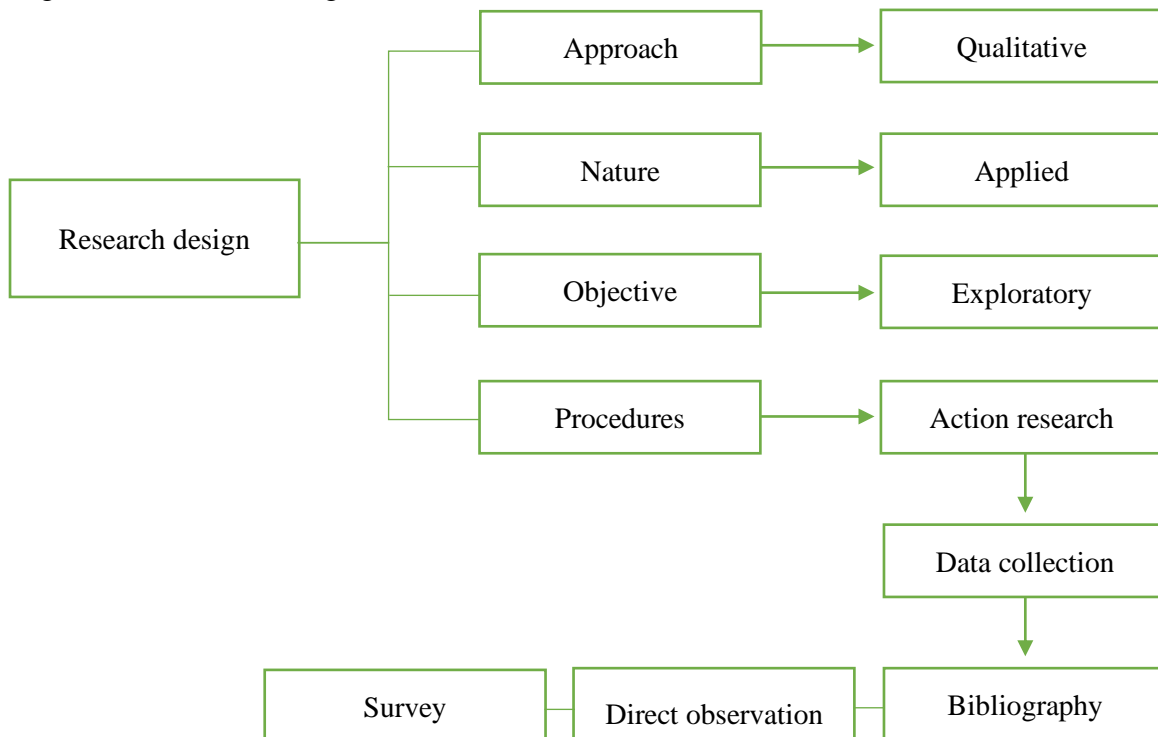 Approach
Qualitative
Nature
Applied
Research design
Objective
Exploratory
Procedures
Action research
Data collection
Survey
Direct observation
Bibliography